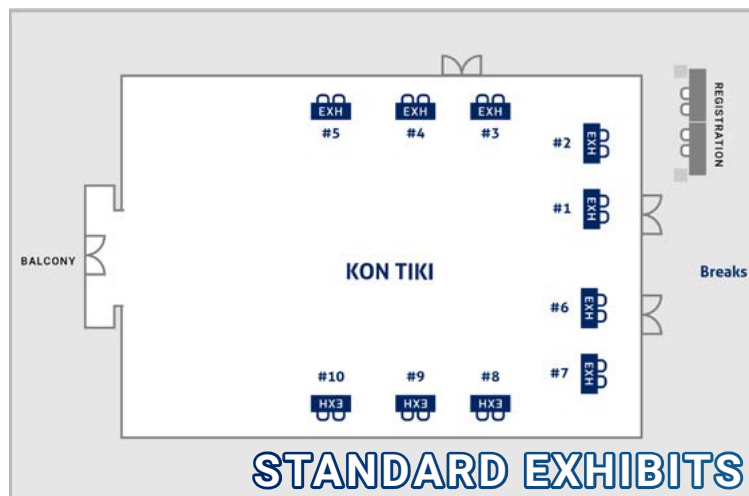 EXH
EXH
EXH
#5
#4
#3
#2
EXH
REGISTRATION
#1
EXH
BALCONY
KON TIKI
Breaks
#6
EXH
#7
EXH
#10
#9
#8
EXH
EXH
EXH
STANDARD EXHIBITS